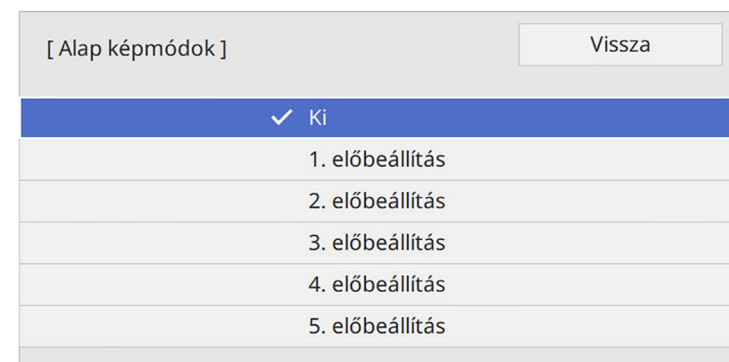 [ Alap képmódok ]
Vissza
Ki
1. előbeállítás
2. előbeállítás
3. előbeállítás
4. előbeállítás
5. előbeállítás